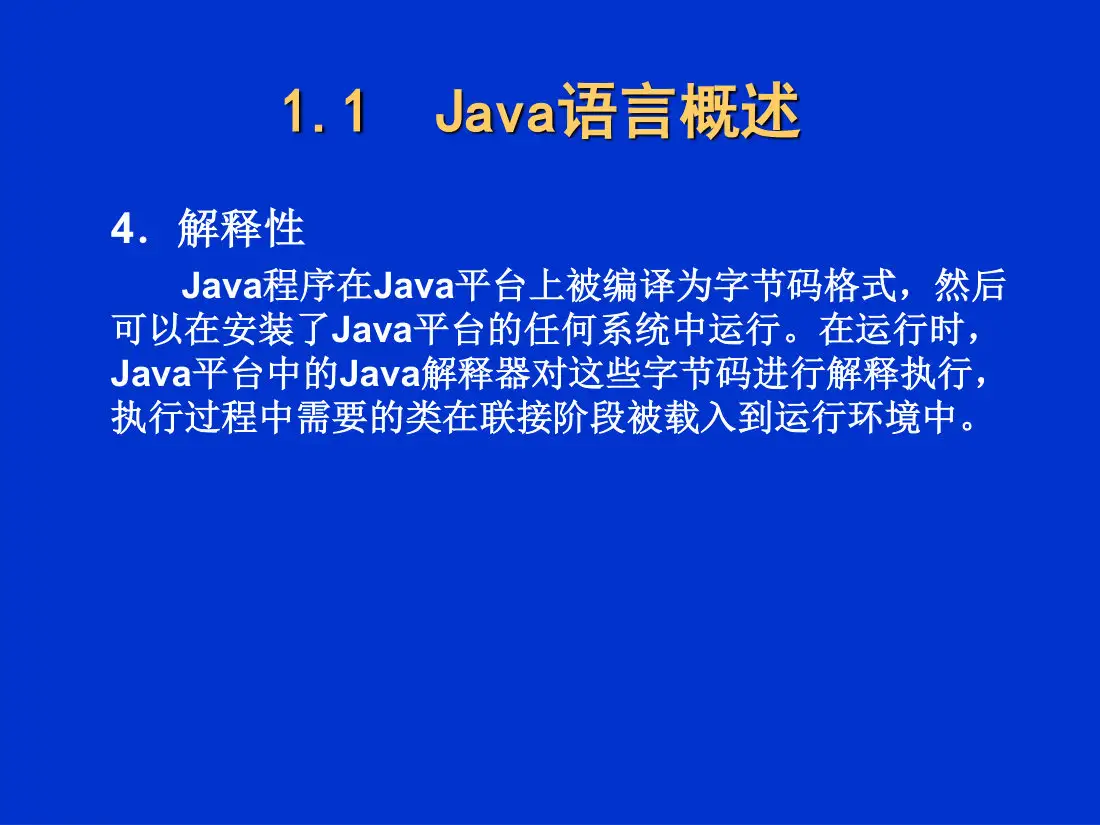 1.1 Java语言概述
4．解释性
Java程序在Java平台上被编译为字节码格式，然后
可以在安装了Java平台的任何系统中运行。在运行时，
Java平台中的Java解释器对这些字节码进行解释执行，
执行过程中需要的类在联接阶段被载入到运行环境中。